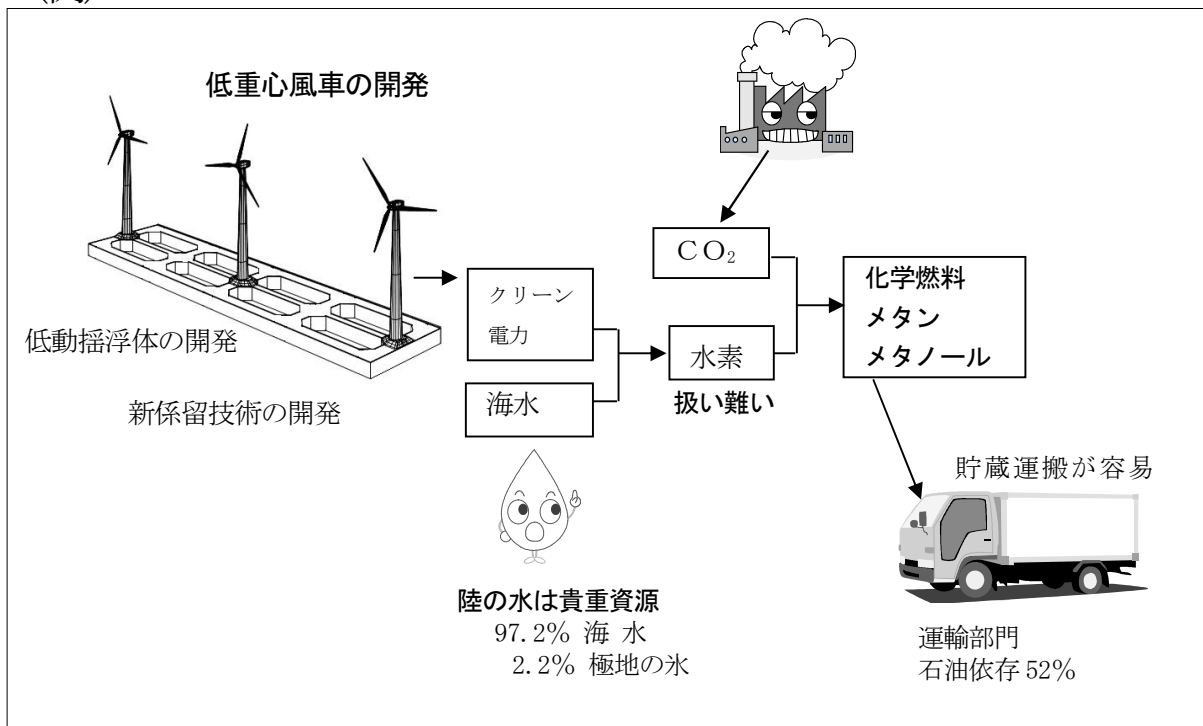 低重心風車の開発
低動揺浮体の開発
新係留技術の開発
クリーン
電力
海水
ＣＯ₂
水素
扱い難い
化学燃料
メタン
メタノール
貯蔵運搬が容易
陸の水は貴重資源
97.2% 海 水
2.2% 極地の氷
運輸部門
石油依存 52%